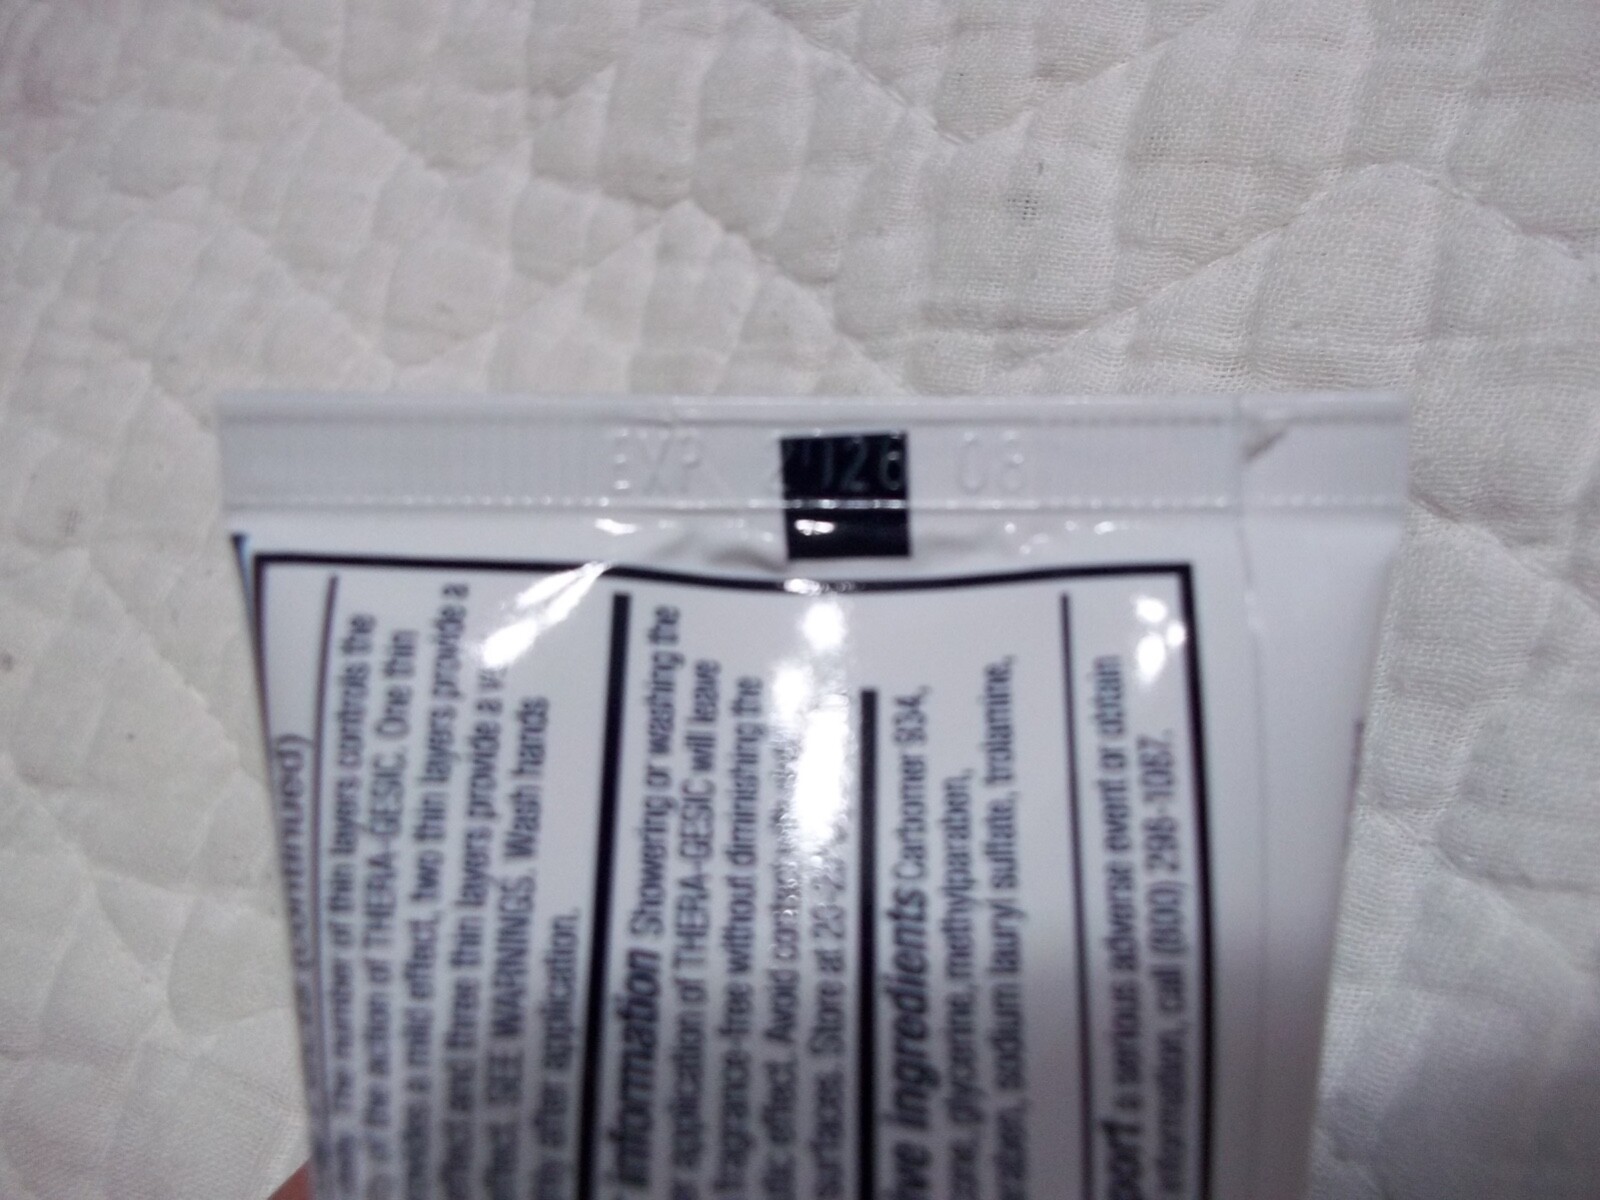 EXP 2026 08
(continued)
The number of thin layers controls the
of the action of THERA-GESIC. One thin
provides a mild effect, two thin layers provide a
effect and three thin layers provide a
effect. SEE WARNINGS. Wash hands
after application.
information Showering or washing the
application of THERA-GESIC will leave
fragrance-free without diminishing the
effect. Avoid contact
surfaces. Store at
ingredients Carbomer 934,
glycerine, methylparaben,
sodium lauryl sulfate, trolamine,
a serious adverse event or obtain
information, call (800) 298-1087.